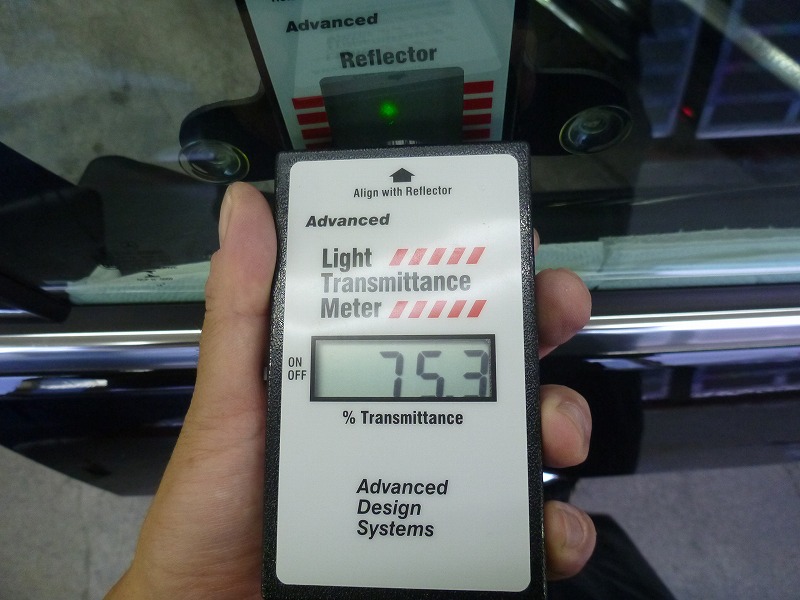 Advanced
Reflector
Align with Reflector
Advanced
Light
Transmittance
Meter
ON
OFF
75.3
% Transmittance
Advanced
Design
Systems